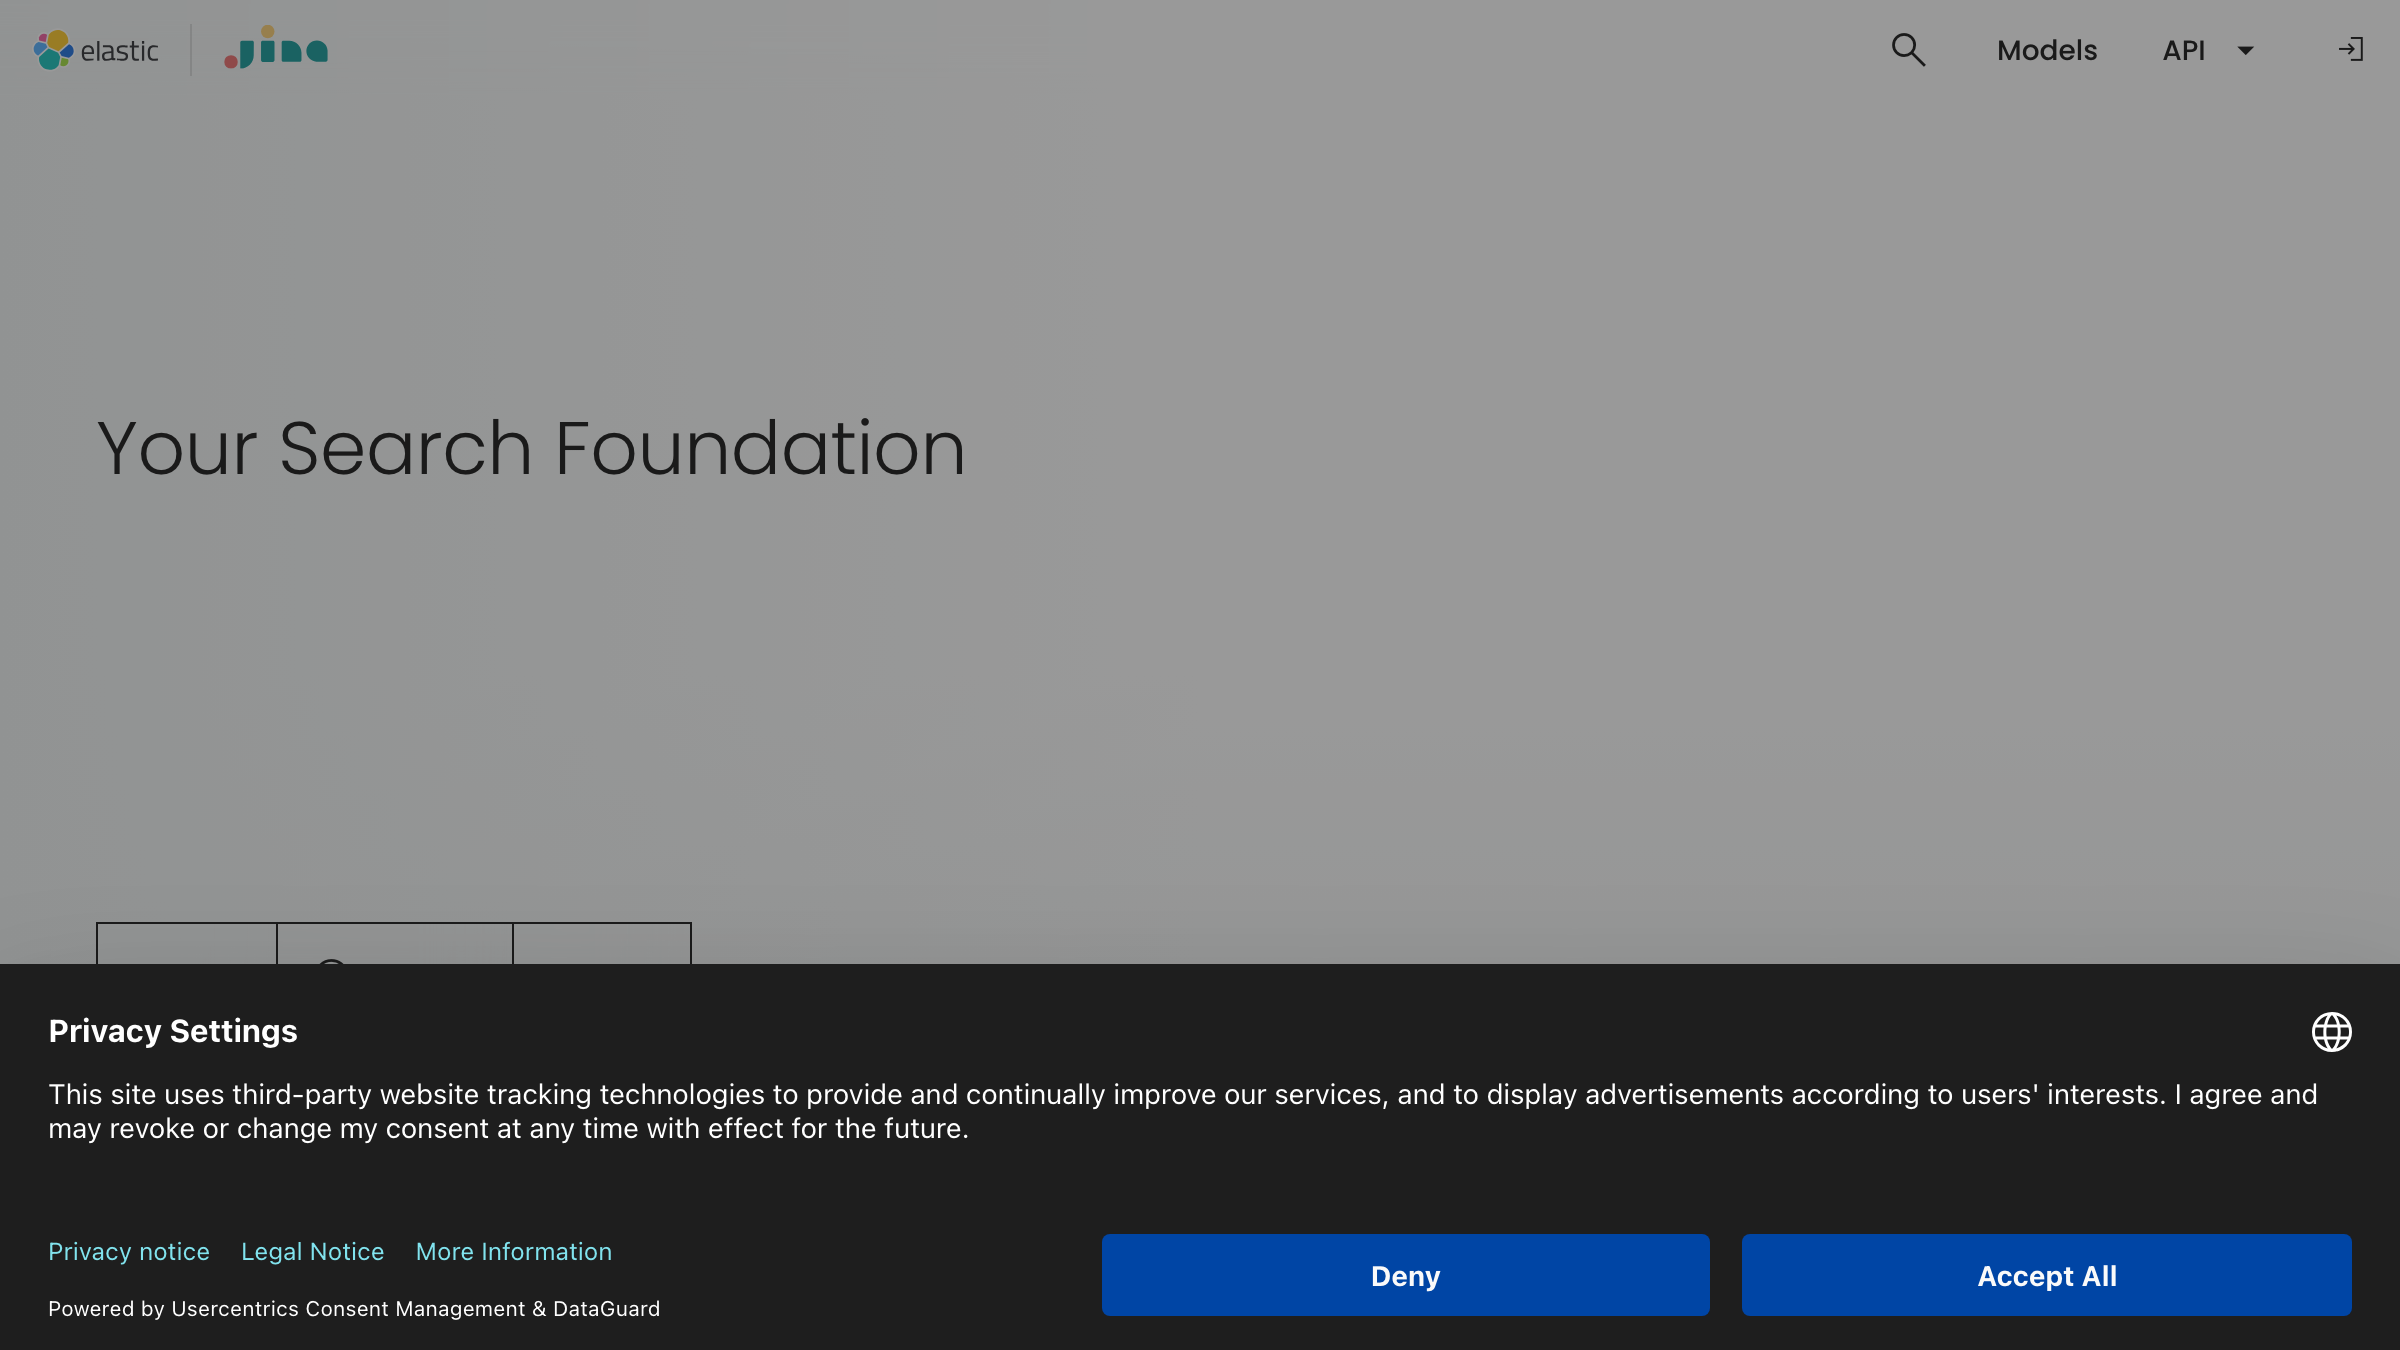 elastic
jina
Models
API
Your Search Foundation
Privacy Settings
This site uses third-party website tracking technologies to provide and continually improve our services, and to display advertisements according to users' interests. I agree and
may revoke or change my consent at any time with effect for the future.
Privacy notice
Legal Notice
More Information
Deny
Accept All
Powered by Usercentrics Consent Management & DataGuard